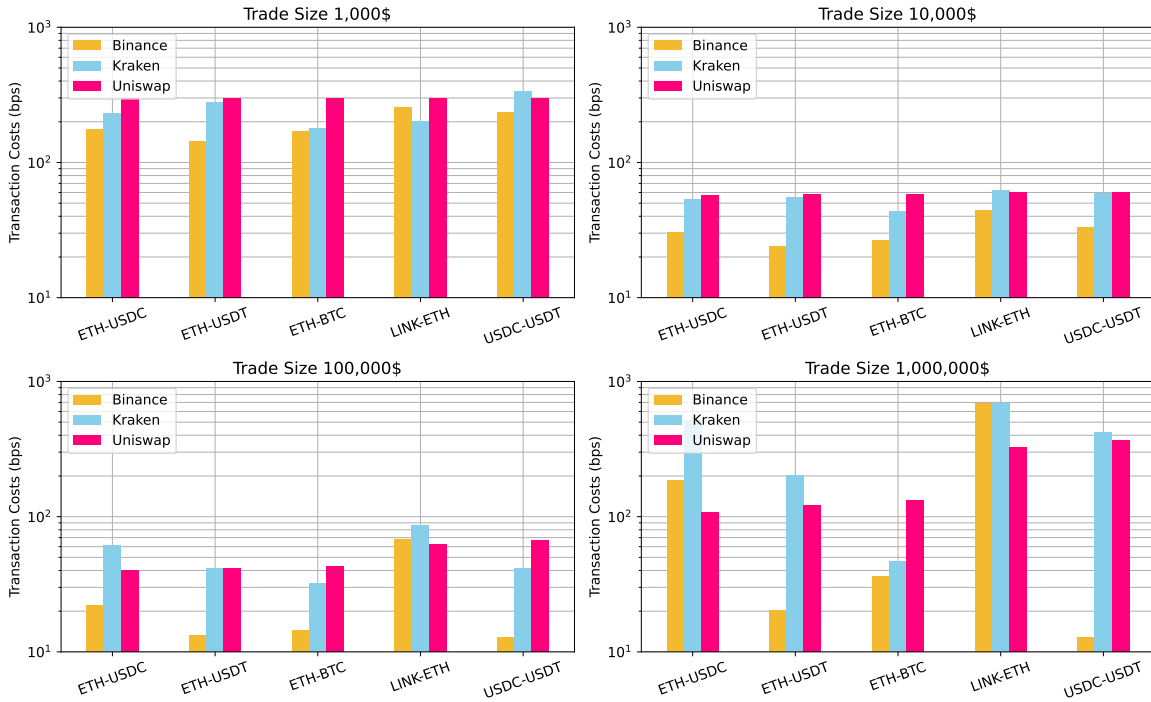 Trade Size 1,000$
Transaction Costs (bps)
10³
10²
10¹
Binance
Kraken
Uniswap
ETH-USDC
ETH-USDT
ETH-BTC
LINK-ETH
USDC-USDT
Trade Size 10,000$
Transaction Costs (bps)
10³
10²
10¹
Binance
Kraken
Uniswap
ETH-USDC
ETH-USDT
ETH-BTC
LINK-ETH
USDC-USDT
Trade Size 100,000$
Transaction Costs (bps)
10³
10²
10¹
Binance
Kraken
Uniswap
ETH-USDC
ETH-USDT
ETH-BTC
LINK-ETH
USDC-USDT
Trade Size 1,000,000$
Transaction Costs (bps)
10³
10²
10¹
Binance
Kraken
Uniswap
ETH-USDC
ETH-USDT
ETH-BTC
LINK-ETH
USDC-USDT